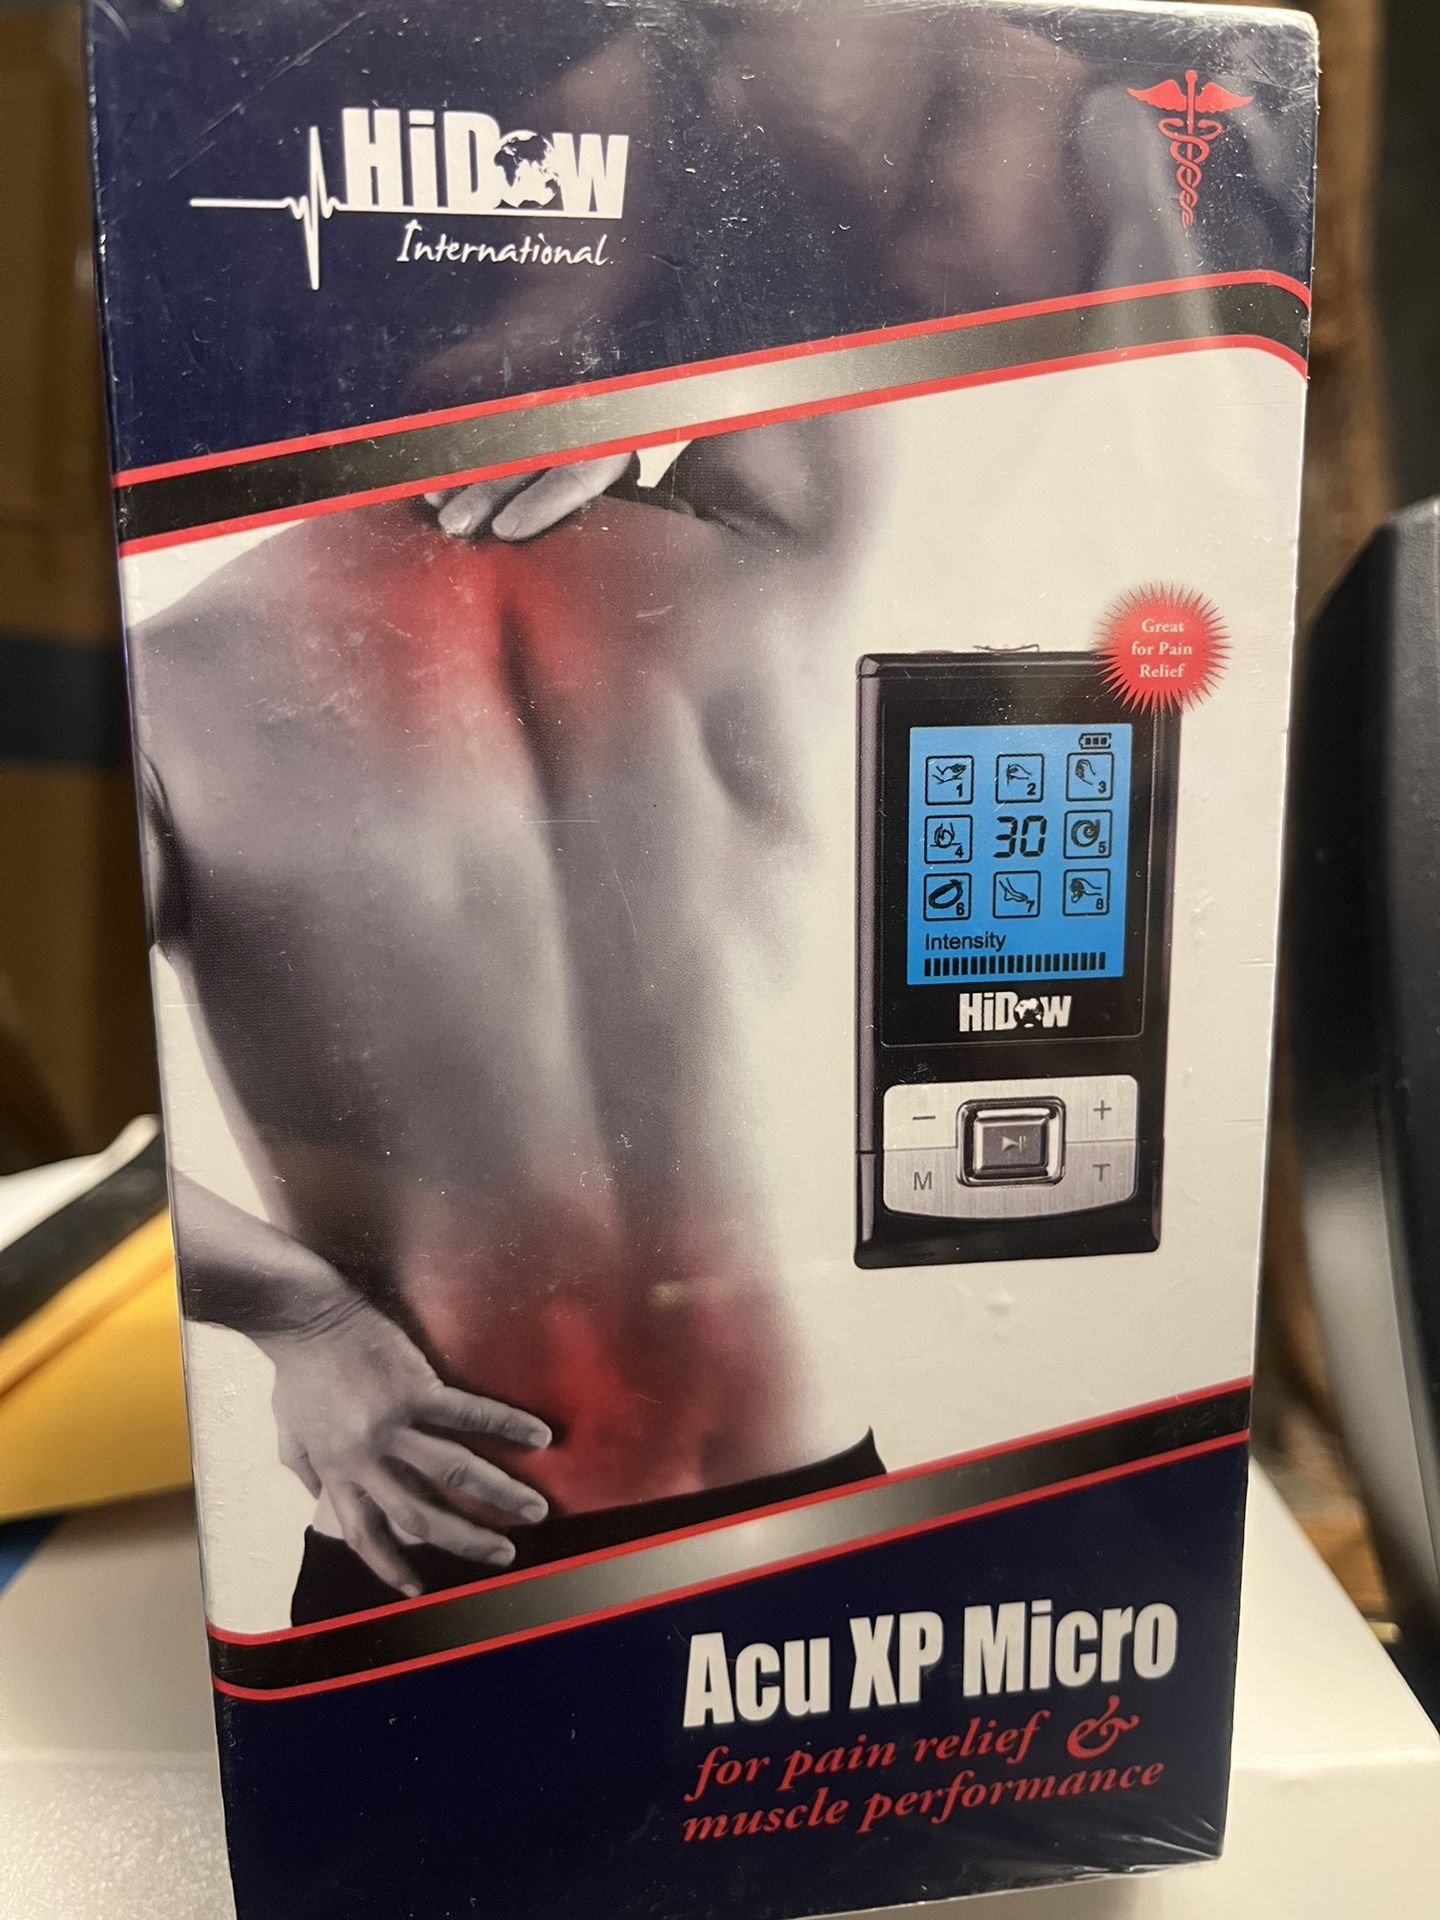 HiDow
International
Great
for Pain
Relief
1
2
3
4
30
5
6
7
8
Intensity
HiDow
− +
M T
Acu XP Micro
for pain relief &
muscle performance